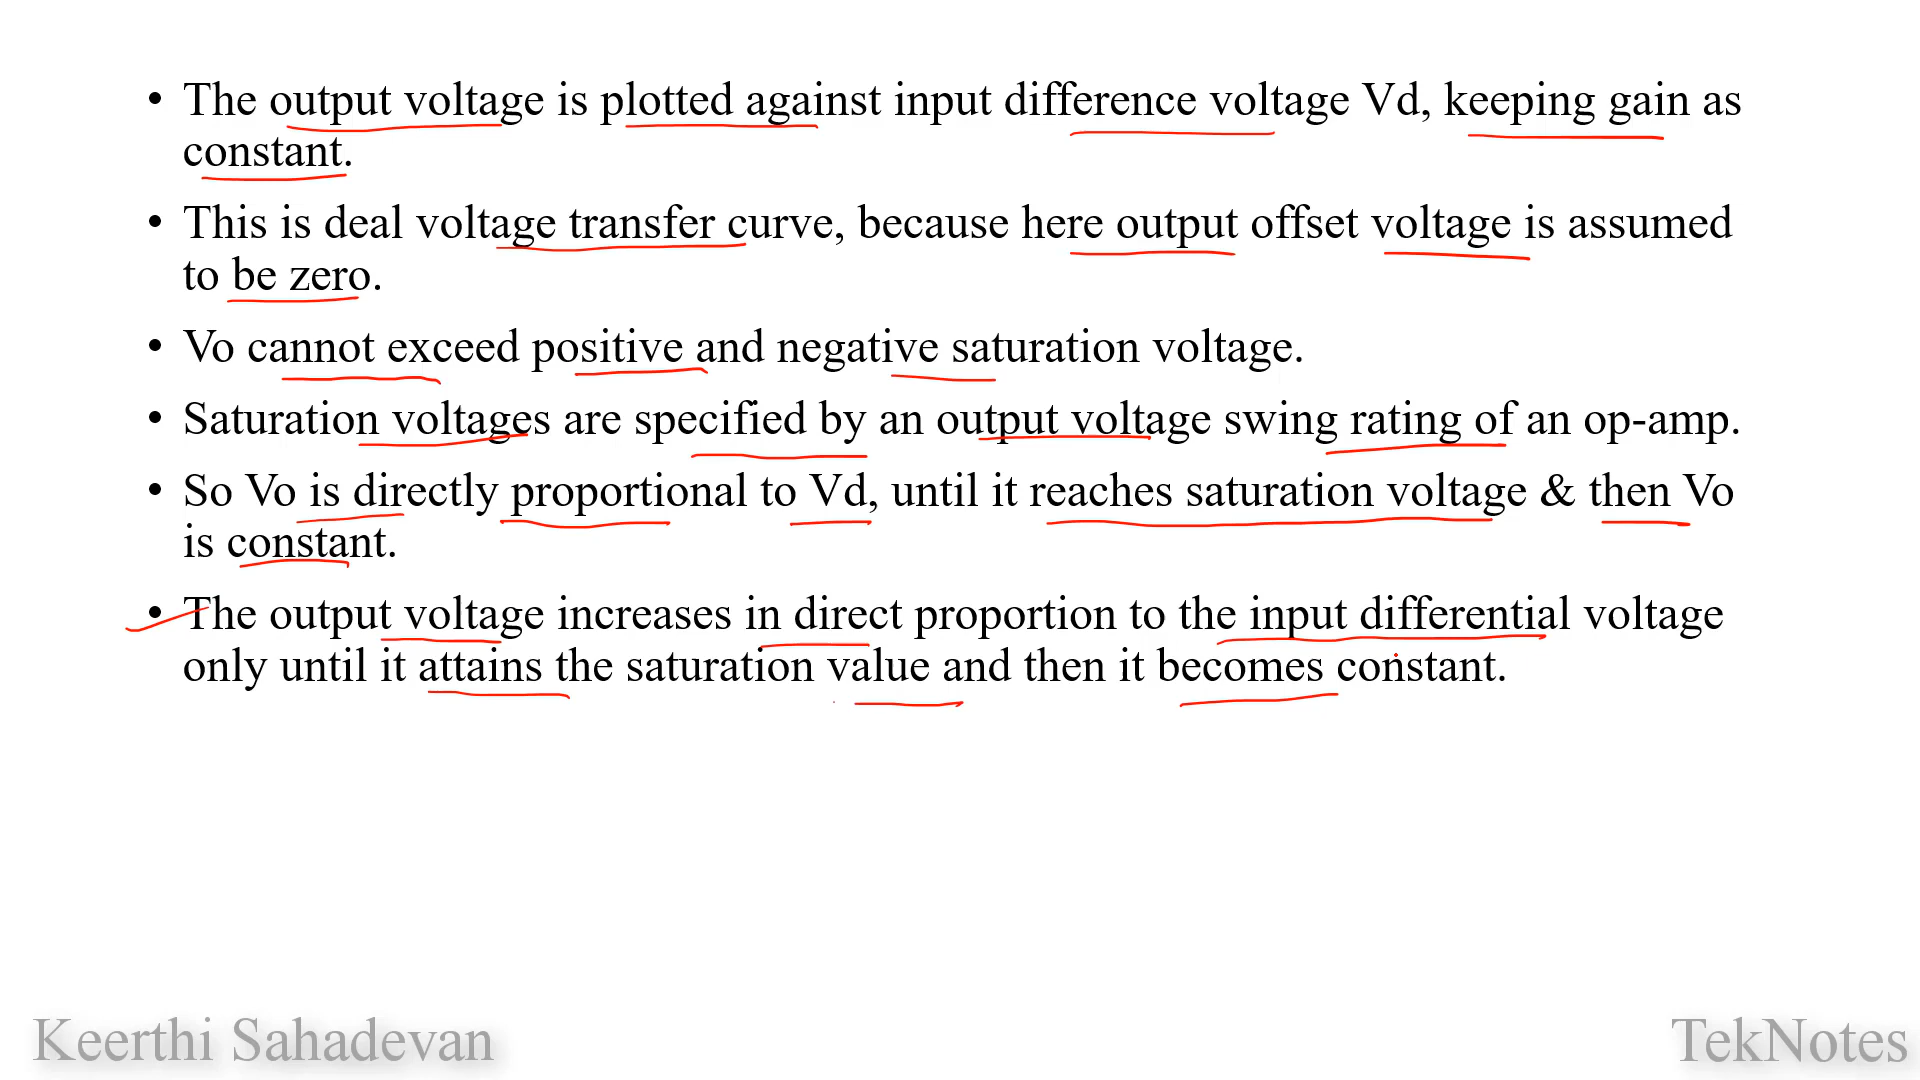 • The output voltage is plotted against input difference voltage Vd, keeping gain as
constant.
• This is deal voltage transfer curve, because here output offset voltage is assumed
to be zero.
• Vo cannot exceed positive and negative saturation voltage.
• Saturation voltages are specified by an output voltage swing rating of an op-amp.
• So Vo is directly proportional to Vd, until it reaches saturation voltage & then Vo
is constant.
• The output voltage increases in direct proportion to the input differential voltage
only until it attains the saturation value and then it becomes constant.
Keerthi Sahadevan
TekNotes